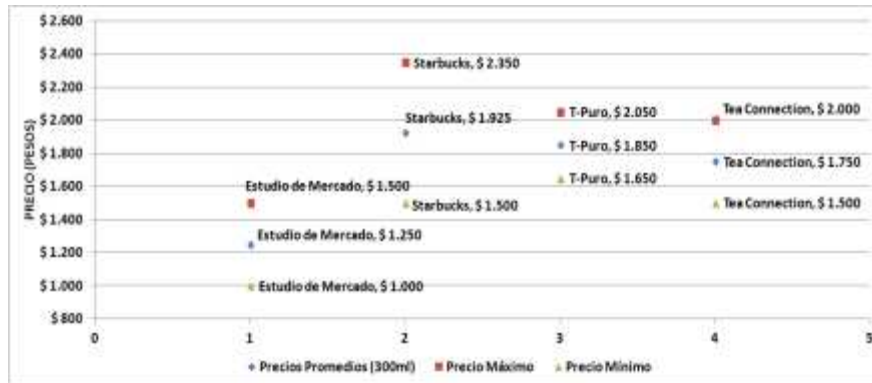 $ 2.600
$ 2.400
$ 2.200
$ 2.000
$ 1.800
$ 1.600
$ 1.400
$ 1.200
$ 1.000
$ 800
PRECIO (PESOS)
Estudio de Mercado, $ 1.500
Estudio de Mercado, $ 1.250
Estudio de Mercado, $ 1.000
Starbucks, $ 2.350
Starbucks, $ 1.925
Starbucks, $ 1.500
T-Puro, $ 2.050
T-Puro, $ 1.850
T-Puro, $ 1.650
Tea Connection, $ 2.000
Tea Connection, $ 1.750
Tea Connection, $ 1.500
0 1 2 3 4 5
Precios Promedios (300ml) Precio Máximo Precio Mínimo